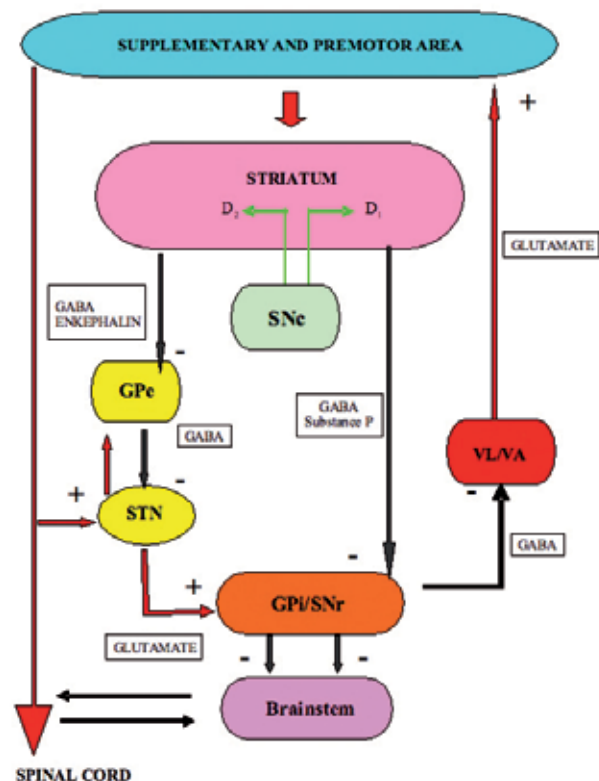 SUPPLEMENTARY AND PREMOTOR AREA
+
STRIATUM
D2
D1
GLUTAMATE
GABA
ENKEPHALIN
SNc
-
GPe
GABA
Substance P
GABA
VL/VA
-
-
+
STN
GABA
-
+
GPi/SNr
GLUTAMATE
-
-
Brainstem
SPINAL CORD